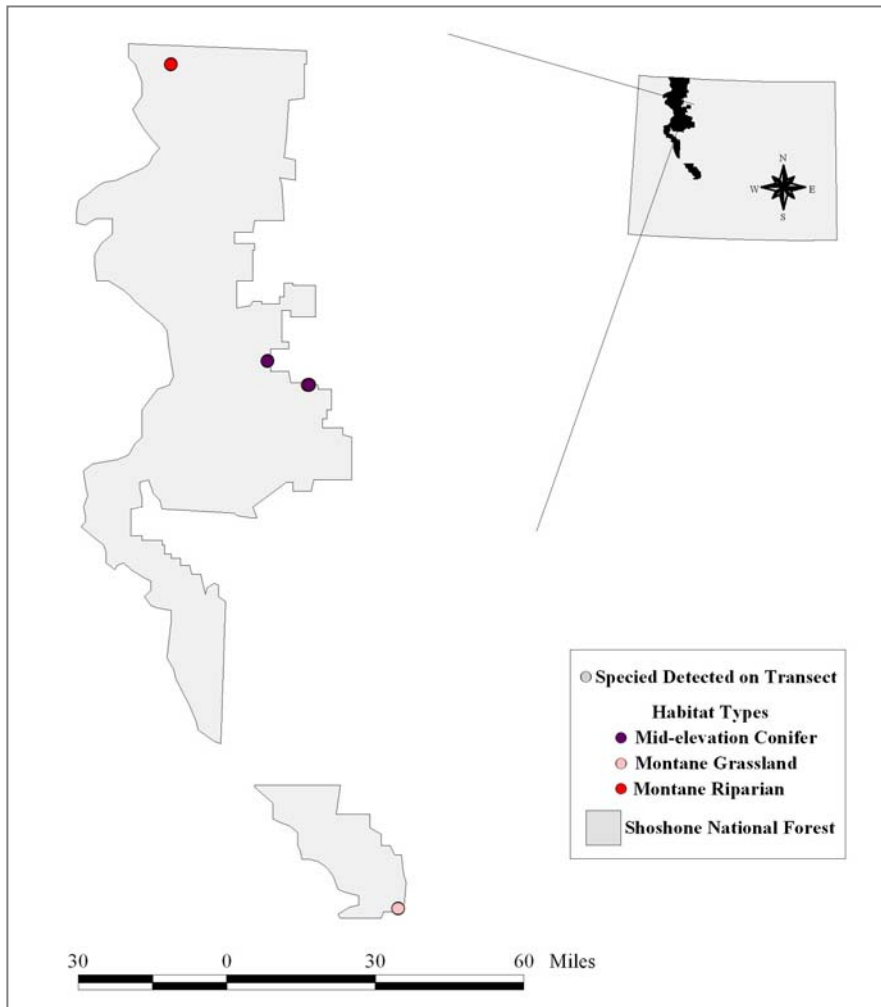 N
W E
S
Specied Detected on Transect
Habitat Types
Mid-elevation Conifer
Montane Grassland
Montane Riparian
Shoshone National Forest
30 0 30 60 Miles